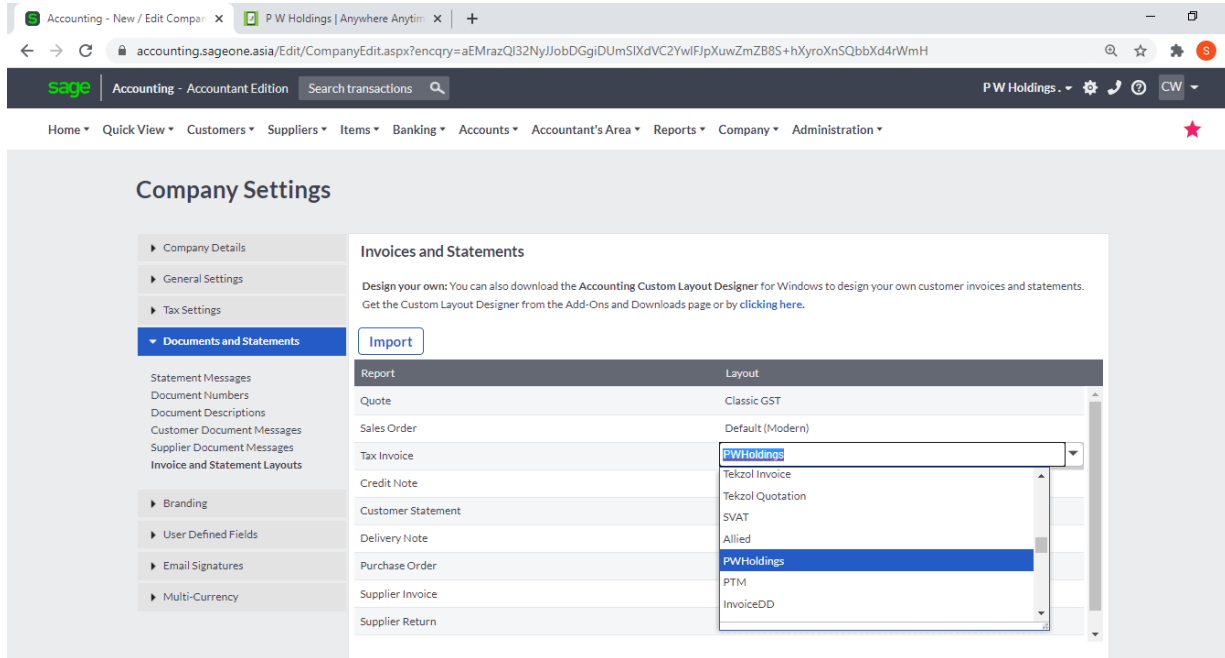 Accounting - New / Edit Compan
P W Holdings | Anywhere Anytim
accounting.sageone.asia/Edit/CompanyEdit.aspx?encqry=aEMrazQl32NyJJobDGgiDUmSlXdVC2YwlFJpXuwZmZB8S+hXyroXnSQbbXd4rWmH
S
sage
Accounting - Accountant Edition
Search transactions
P W Holdings .
CW
Home Quick View Customers Suppliers Items Banking Accounts Accountant's Area Reports Company Administration
Company Settings
Company Details
General Settings
Tax Settings
Documents and Statements
Statement Messages
Document Numbers
Document Descriptions
Customer Document Messages
Supplier Document Messages
Invoice and Statement Layouts
Branding
User Defined Fields
Email Signatures
Multi-Currency
Invoices and Statements
Design your own: You can also download the Accounting Custom Layout Designer for Windows to design your own customer invoices and statements.
Get the Custom Layout Designer from the Add-Ons and Downloads page or by clicking here.
Import
Report Layout
Quote Classic GST
Sales Order Default (Modern)
Tax Invoice PWHoldings
Credit Note
Customer Statement
Delivery Note
Purchase Order
Supplier Invoice
Supplier Return
Tekzol Invoice
Tekzol Quotation
SVAT
Allied
PWHoldings
PTM
InvoiceDD